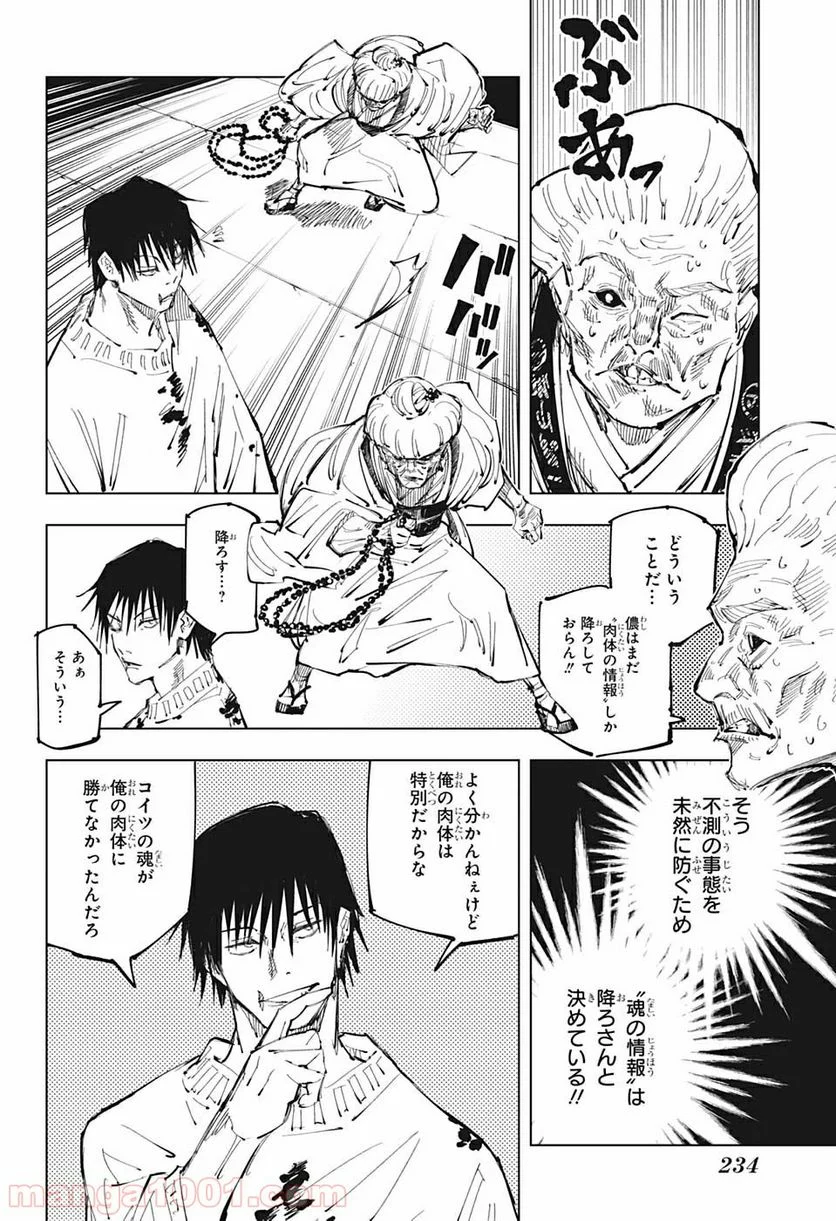 ぶ
ぶ
あっ
バ
バッ
どういう
ことだ…
儂はまだ
〝肉体の情報〟しか
降ろして
おらん!!
降ろす…?
あぁ
そういう…
そう
不測の事態を
未然に防ぐため
〝魂の情報〟は
降ろさんと
決めている!!
よく分かんねぇけど
俺の肉体は
特別だからな
コイツの魂が
俺の肉体に
勝てなかったんだろ
234
manga1001.com